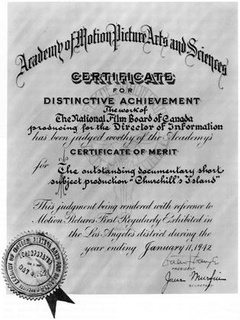 Academy of Motion Picture Arts and Sciences
CERTIFICATE
FOR
DISTINCTIVE ACHIEVEMENT
The work of
The National Film Board of Canada
producing for the Director of Information
has been judged worthy of the Academy's
CERTIFICATE OF MERIT
for The outstanding documentary short
subject production "Churchill's Island"
This judgment being rendered with reference to
Motion Pictures First Regularly Exhibited in
the Los Angeles district during the
year ending January 11, 1942
PRESIDENT